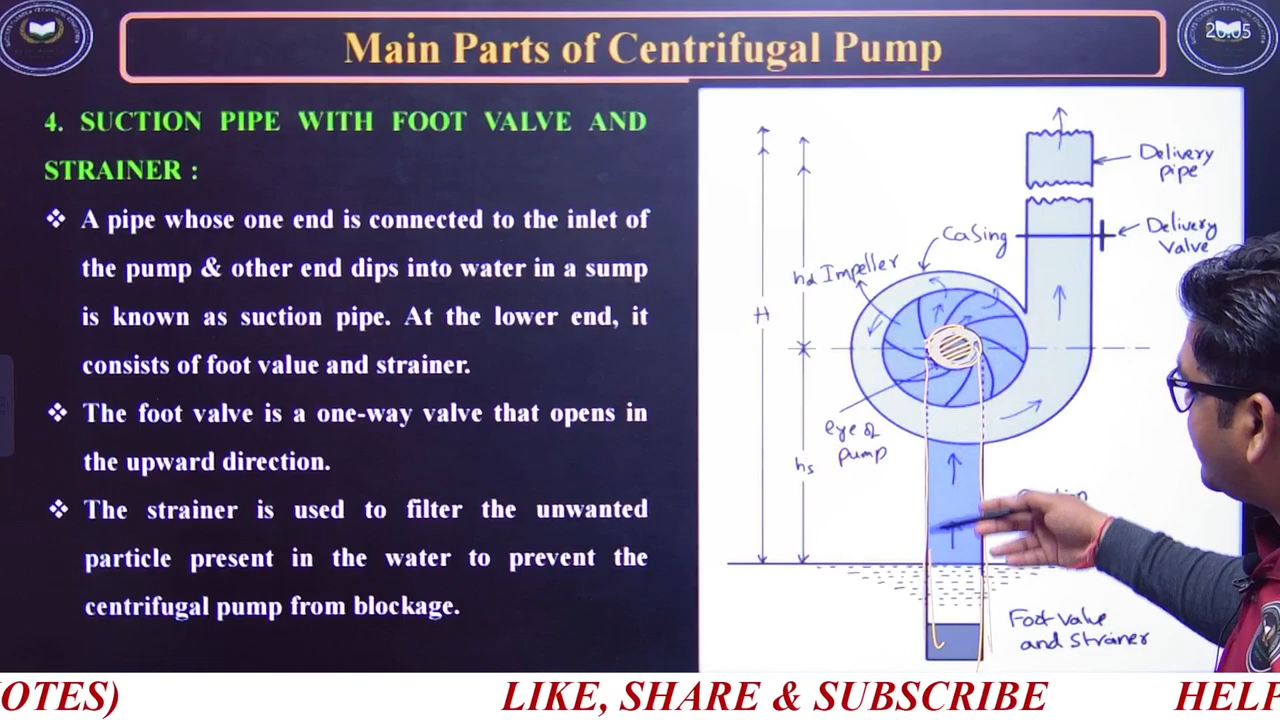 Main Parts of Centrifugal Pump
20:05
4. SUCTION PIPE WITH FOOT VALVE AND
STRAINER :
❖ A pipe whose one end is connected to the inlet of
the pump & other end dips into water in a sump
is known as suction pipe. At the lower end, it
consists of foot value and strainer.
❖ The foot valve is a one-way valve that opens in
the upward direction.
❖ The strainer is used to filter the unwanted
particle present in the water to prevent the
centrifugal pump from blockage.
Delivery
pipe
Delivery
Valve
Casing
Impeller
hd
H
eye of
pump
hs
Foot valve
and Strainer
OTES)
LIKE, SHARE & SUBSCRIBE
HELP